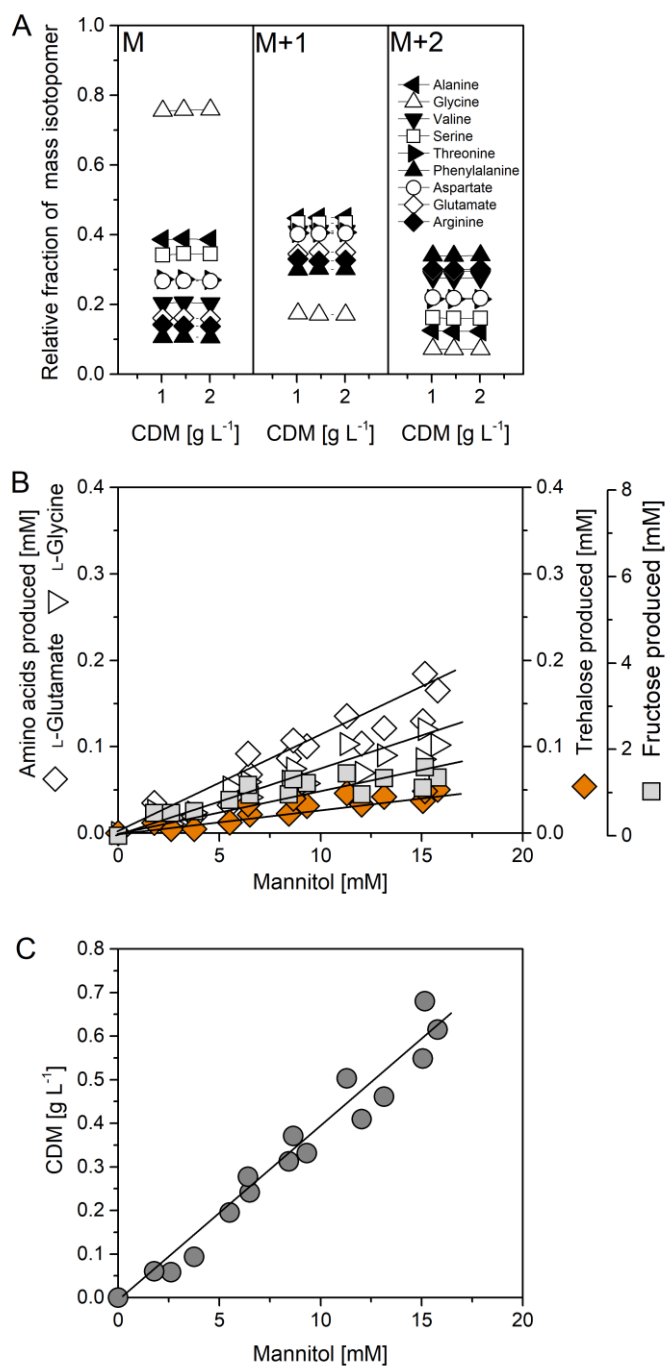 A
M
M+1
M+2
Relative fraction of mass isotopomer
1.0
0.8
0.6
0.4
0.2
0.0
Alanine
Glycine
Valine
Serine
Threonine
Phenylalanine
Aspartate
Glutamate
Arginine
1 2 1 2 1 2
CDM [g L⁻¹] CDM [g L⁻¹] CDM [g L⁻¹]
B
Amino acids produced [mM]
L-Glutamate L-Glycine
0.4
0.3
0.2
0.1
0.0
0.4
0.3
0.2
0.1
0.0
Trehalose produced [mM]
8
6
4
2
0
Fructose produced [mM]
0 5 10 15 20
Mannitol [mM]
C
CDM [g L⁻¹]
0.8
0.7
0.6
0.5
0.4
0.3
0.2
0.1
0.0
0 5 10 15 20
Mannitol [mM]